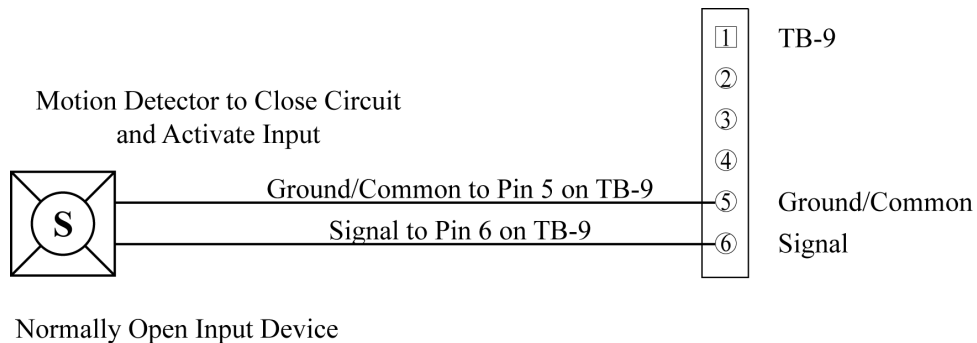 1 TB-9
2
Motion Detector to Close Circuit
and Activate Input
3
4
Ground/Common to Pin 5 on TB-9
5 Ground/Common
S
Signal to Pin 6 on TB-9
6 Signal
Normally Open Input Device